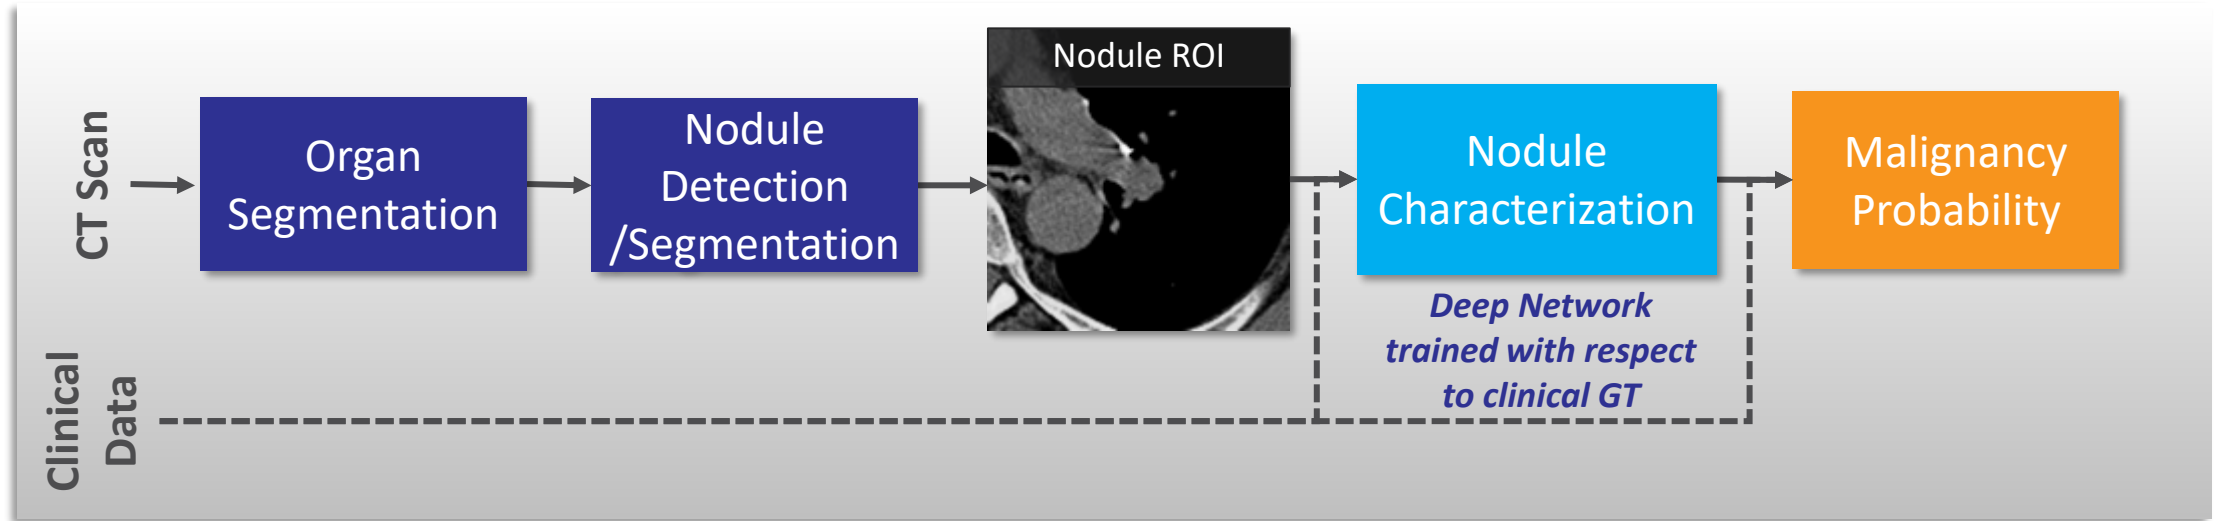 CT Scan
Organ
Segmentation
Nodule
Detection
/Segmentation
Nodule ROI
Nodule
Characterization
Malignancy
Probability
Deep Network
trained with respect
to clinical GT
Clinical
Data